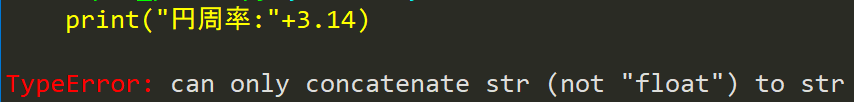 print("円周率:"+3.14)
TypeError: can only concatenate str (not "float") to str